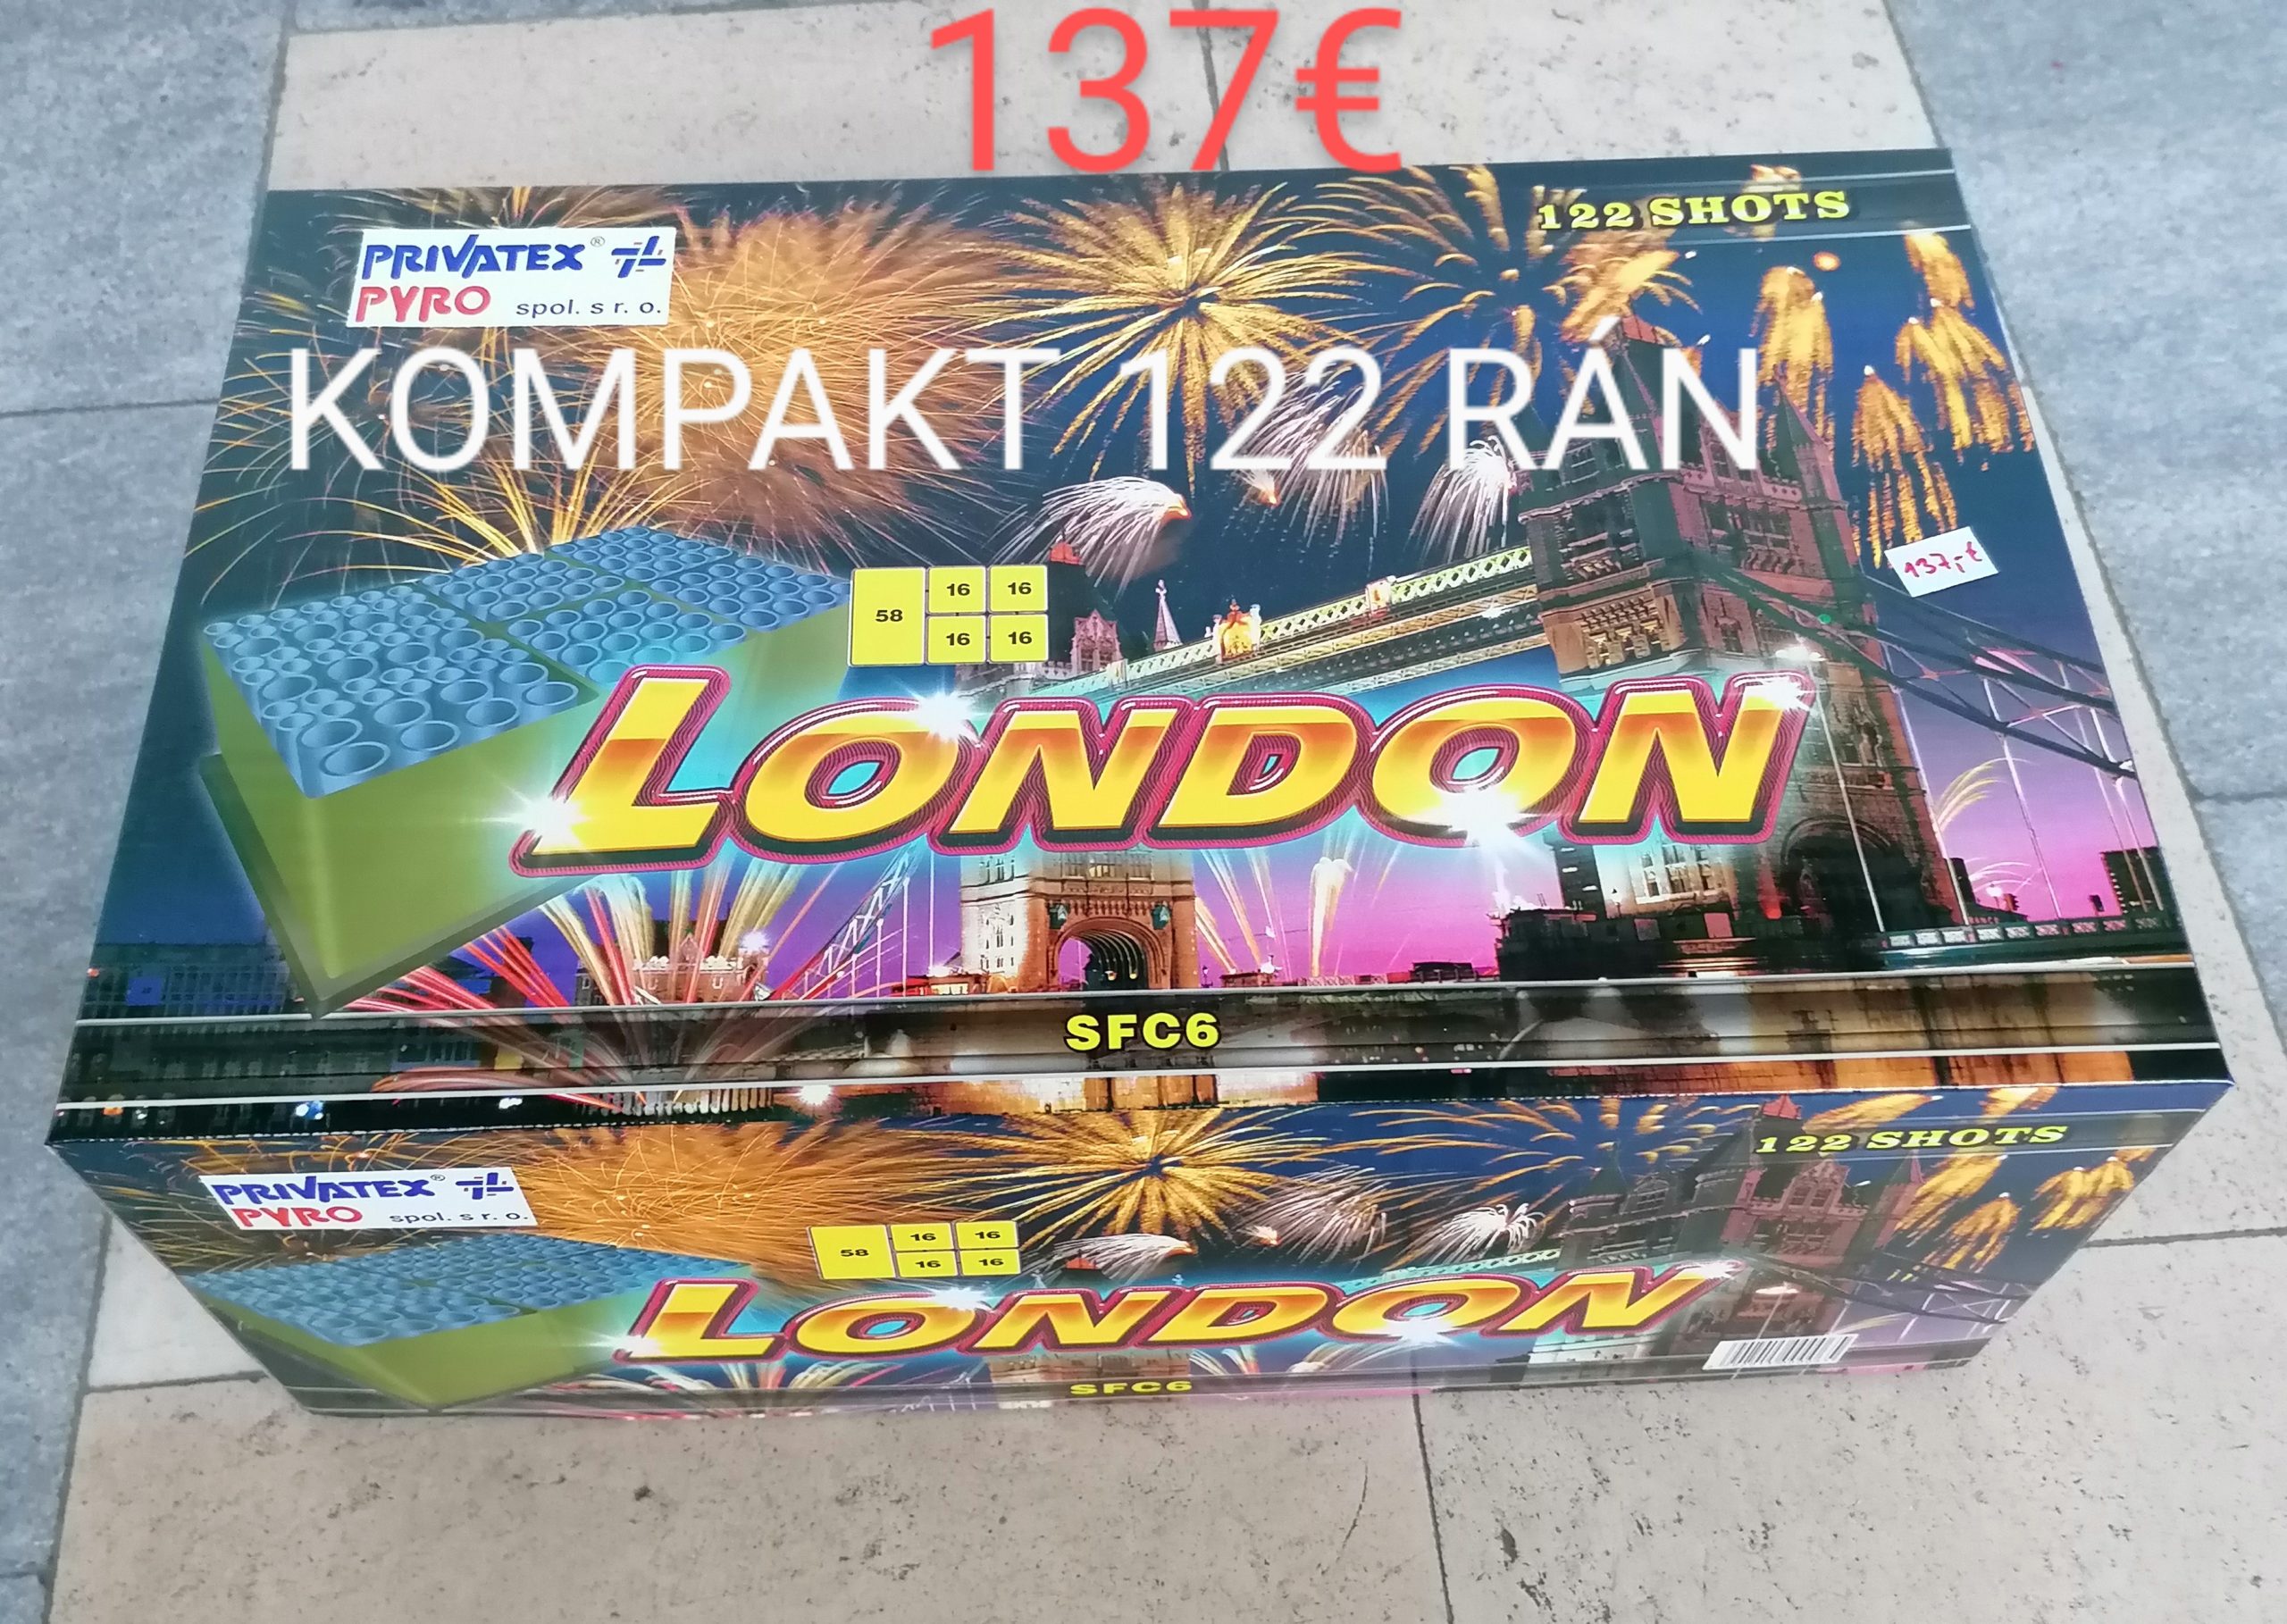 137€
122 SHOTS
PRIVATEX®
PYRO spol. s r. o.
KOMPAKT 122 RÁN
137,-€
58 16 16
16 16
LONDON
SFC6
122 SHOTS
PRIVATEX®
PYRO spol. s r. o.
58 16 16
16 16
LONDON
SFC6